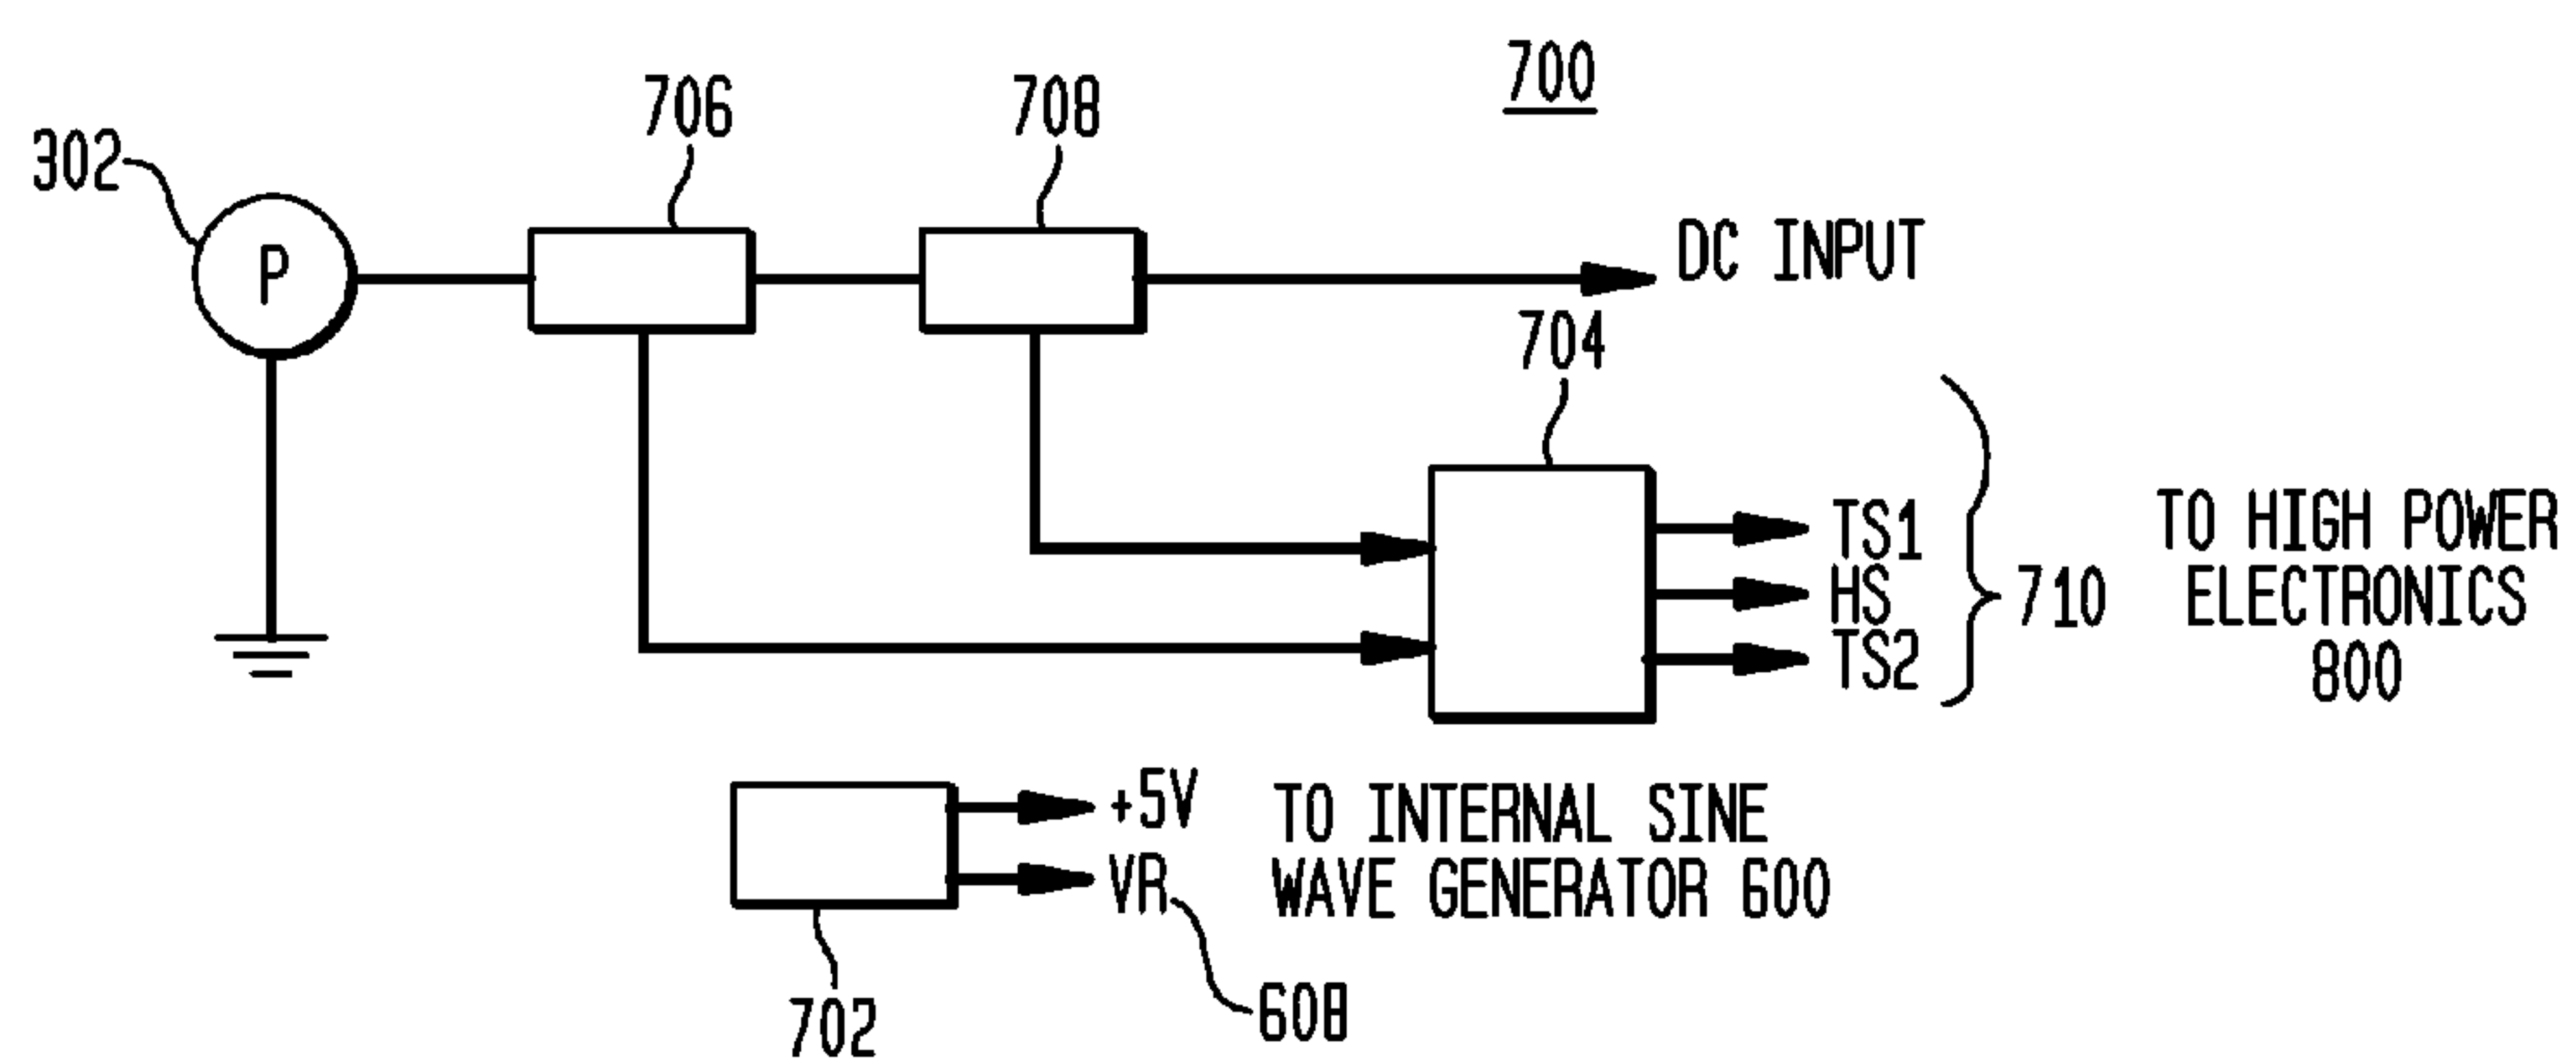 700
706
708
302
P
DC INPUT
704
TS1
HS
TS2
710
TO HIGH POWER
ELECTRONICS
800
+5V
VR
TO INTERNAL SINE
WAVE GENERATOR 600
702
608